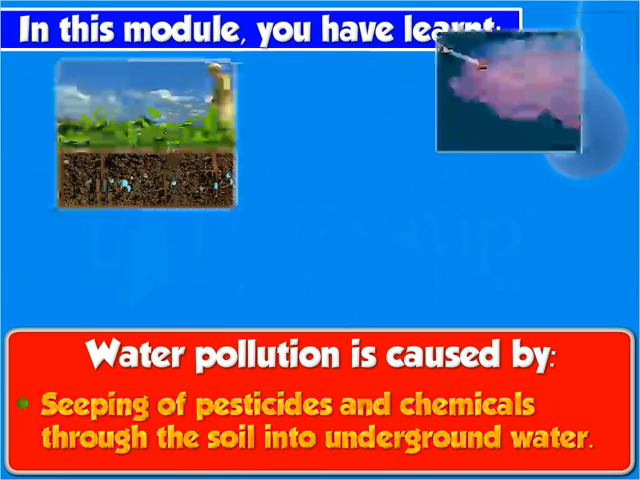 In this module, you have learnt:
Water pollution is caused by:
Seeping of pesticides and chemicals
through the soil into underground water.